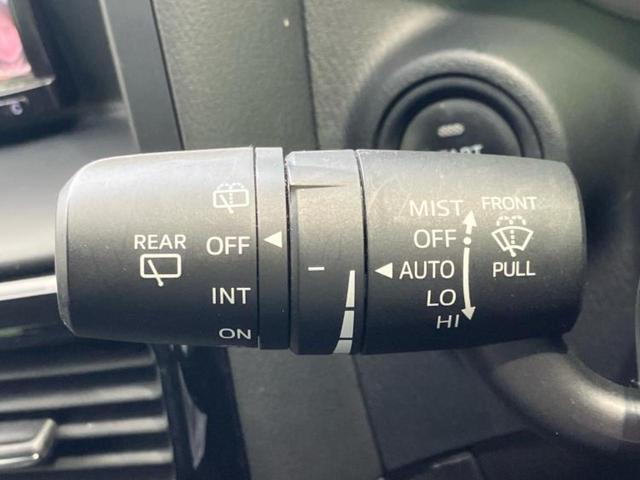 REAR
OFF
INT
ON
MIST
OFF
AUTO
LO
HI
FRONT
PULL